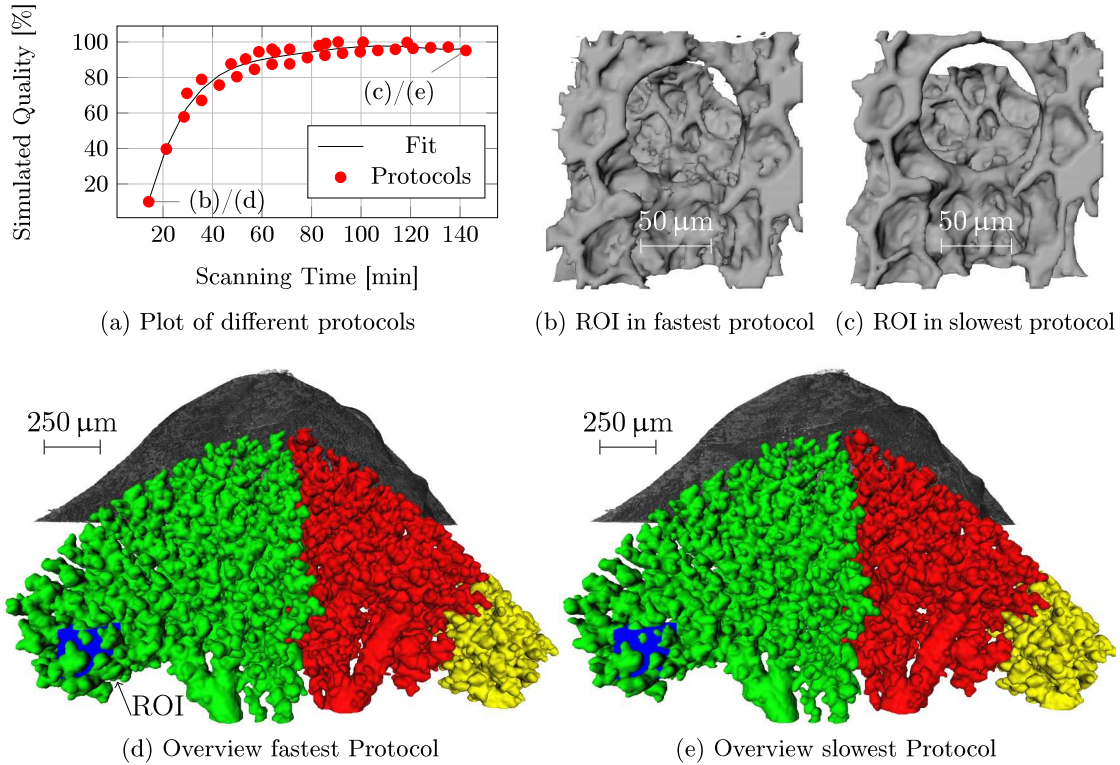 Simulated Quality [%]
100
80
60
40
20
(c)/(e)
Fit
Protocols
(b)/(d)
20 40 60 80 100 120 140
Scanning Time [min]
(a) Plot of different protocols
50 μm
(b) ROI in fastest protocol
50 μm
(c) ROI in slowest protocol
250 μm
ROI
(d) Overview fastest Protocol
250 μm
(e) Overview slowest Protocol